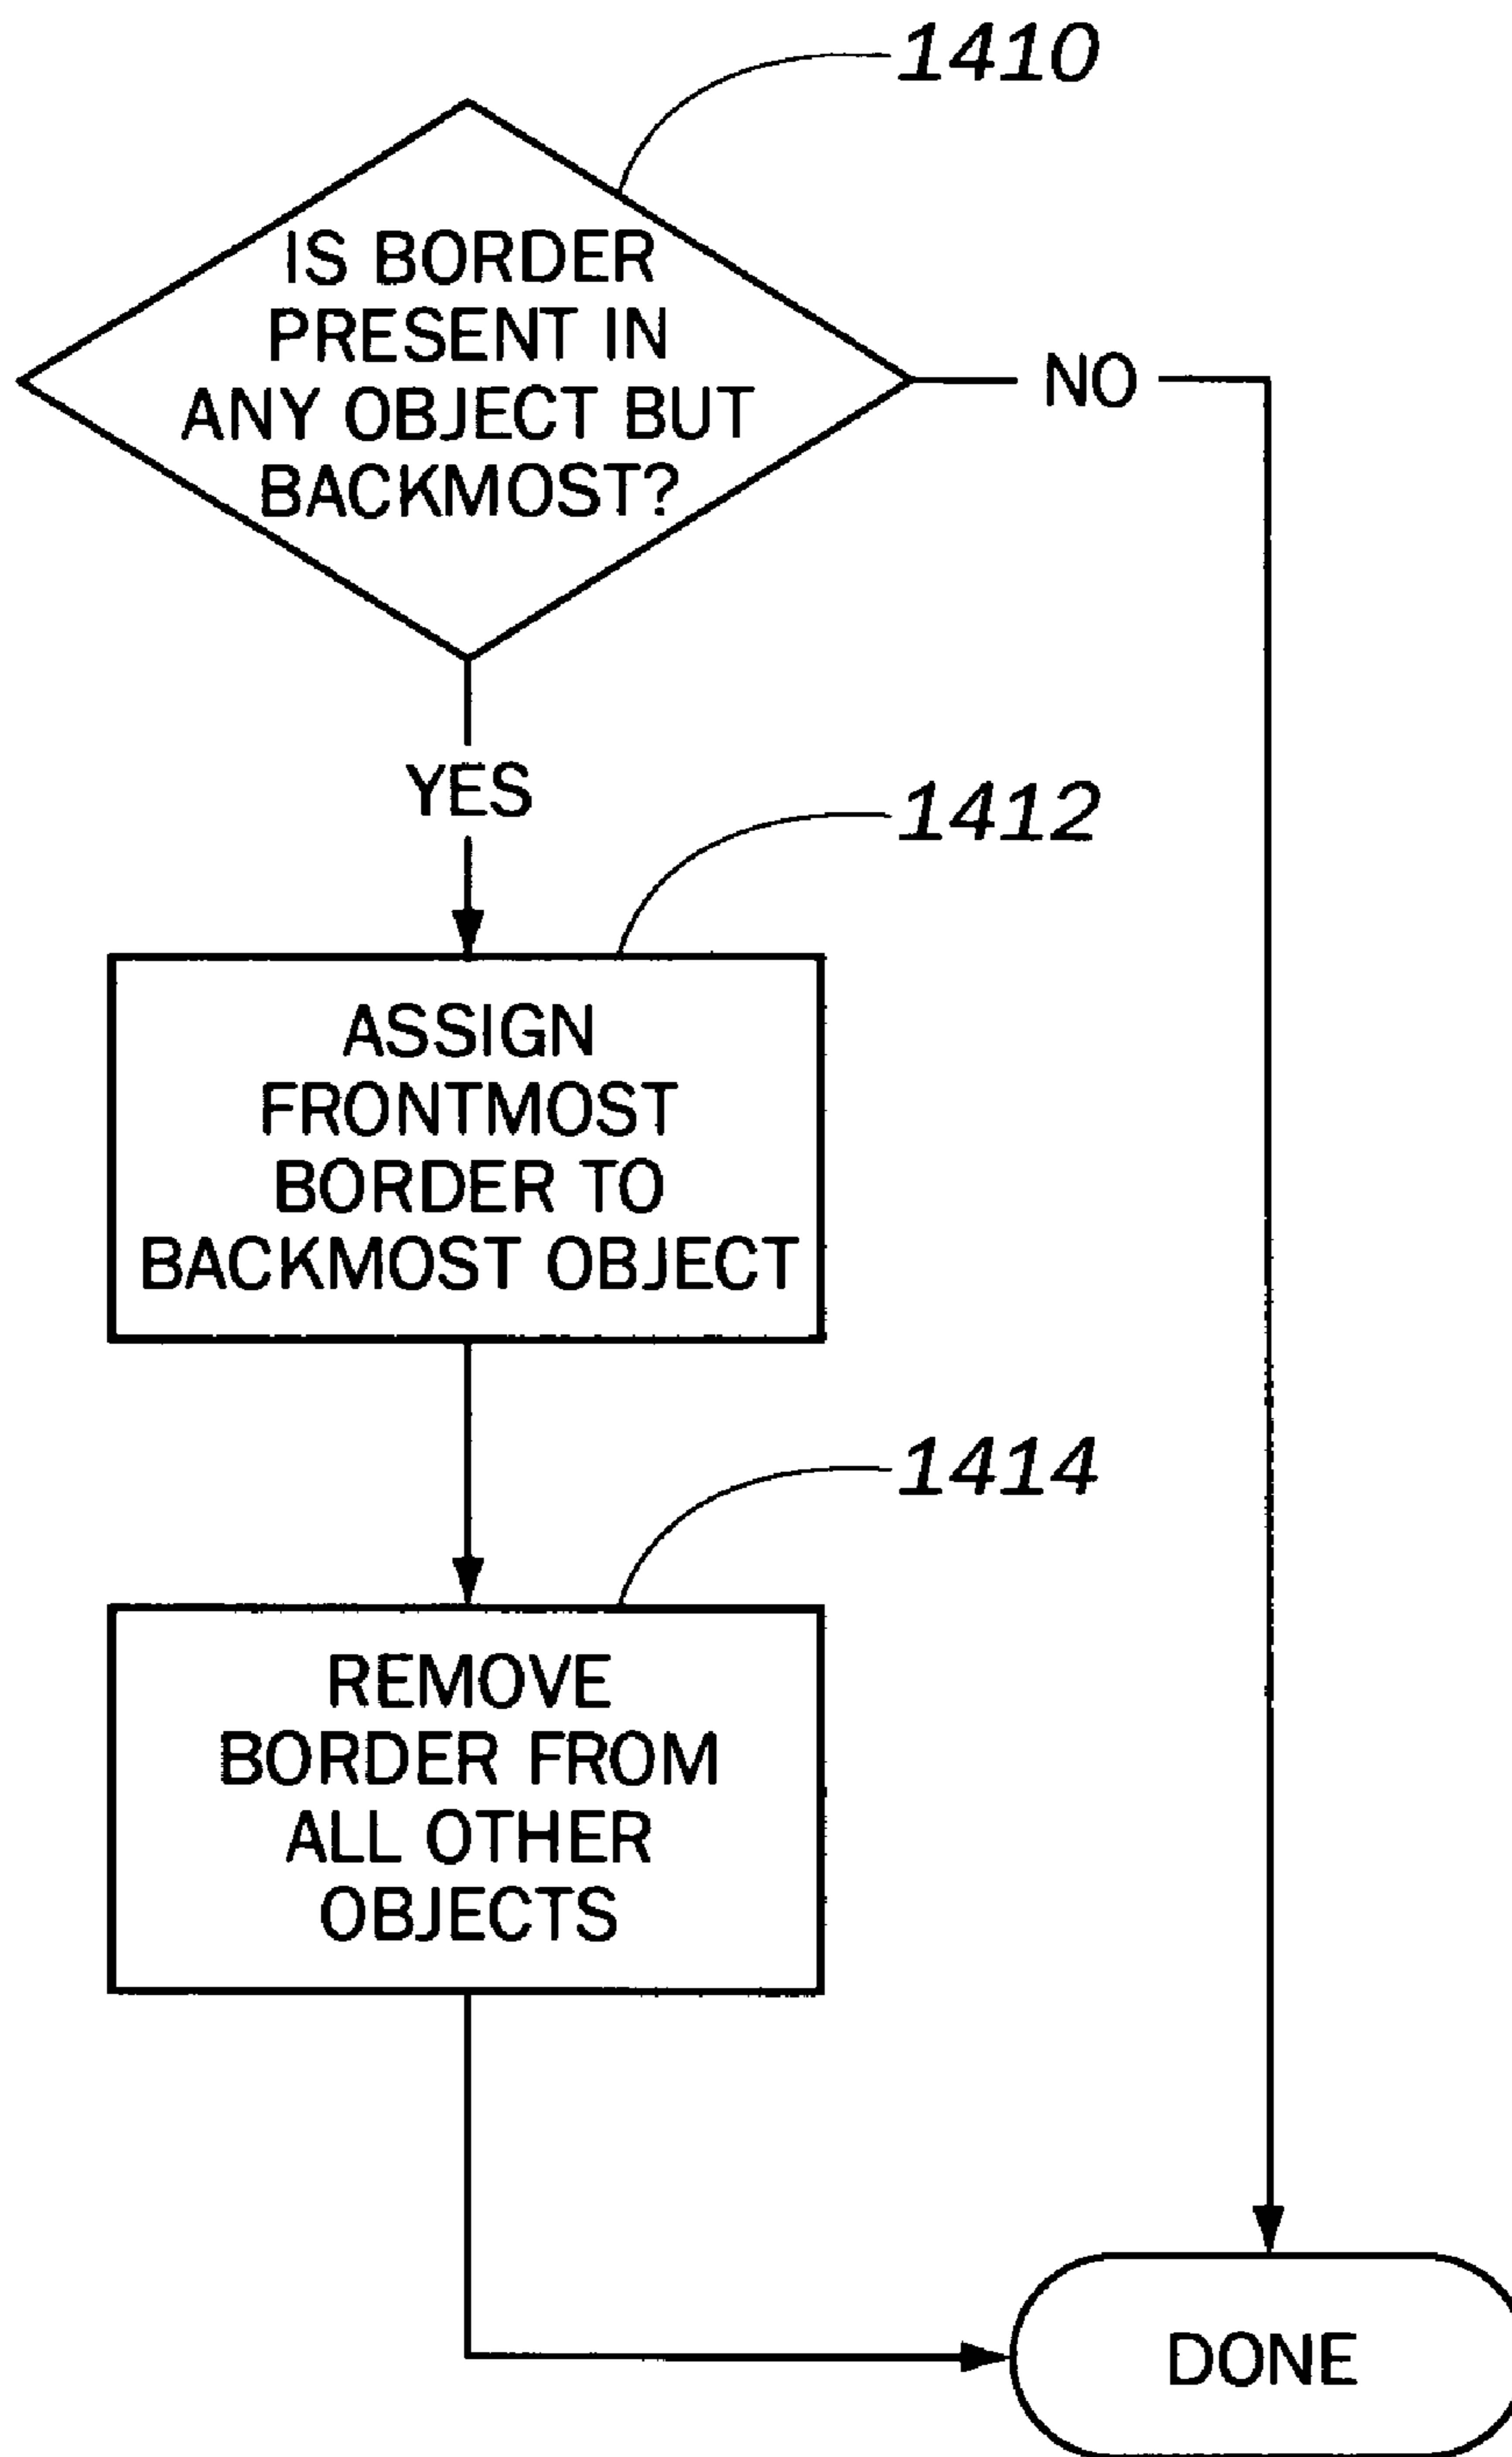 1410
IS BORDER
PRESENT IN
ANY OBJECT BUT
BACKMOST?
NO
YES
1412
ASSIGN
FRONTMOST
BORDER TO
BACKMOST OBJECT
1414
REMOVE
BORDER FROM
ALL OTHER
OBJECTS
DONE